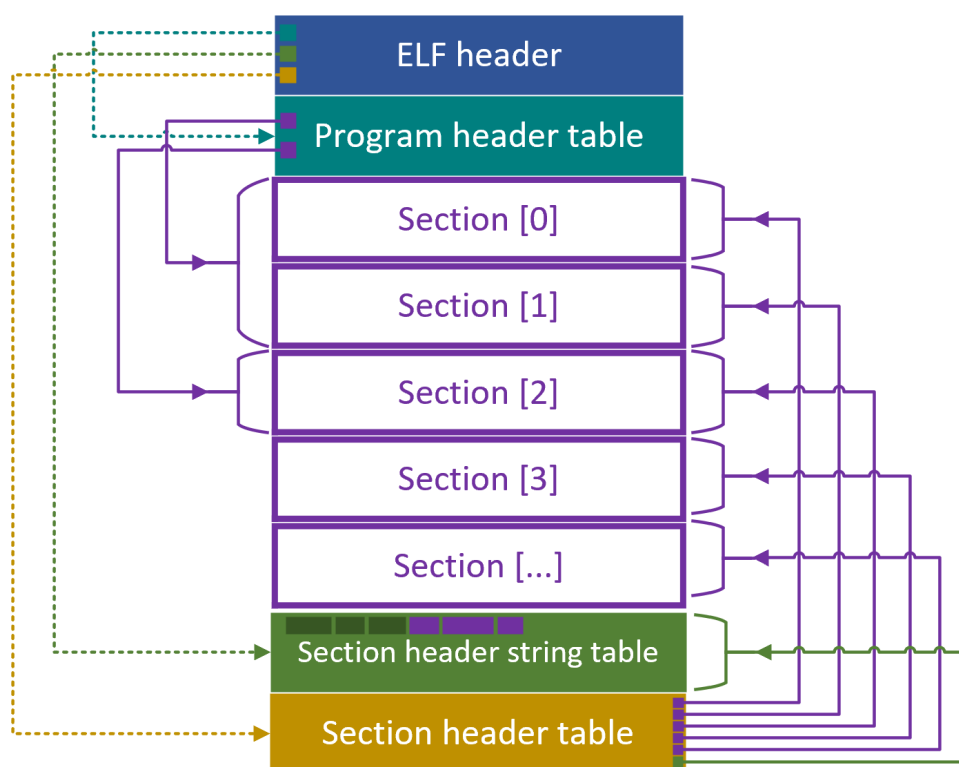 ELF header
Program header table
Section [0]
Section [1]
Section [2]
Section [3]
Section [...]
Section header string table
Section header table